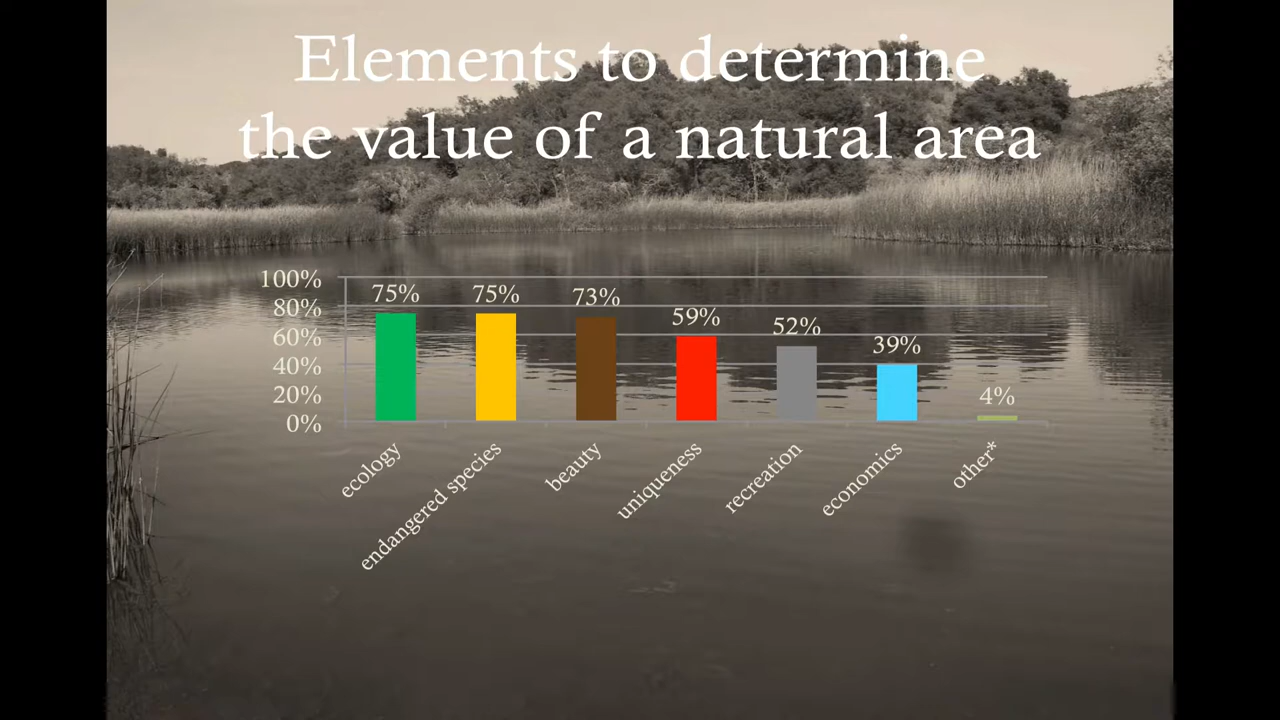 Elements to determine
the value of a natural area
100%
80%
60%
40%
20%
0%
75%
75%
73%
59%
52%
39%
4%
ecology
endangered species
beauty
uniqueness
recreation
economics
other*